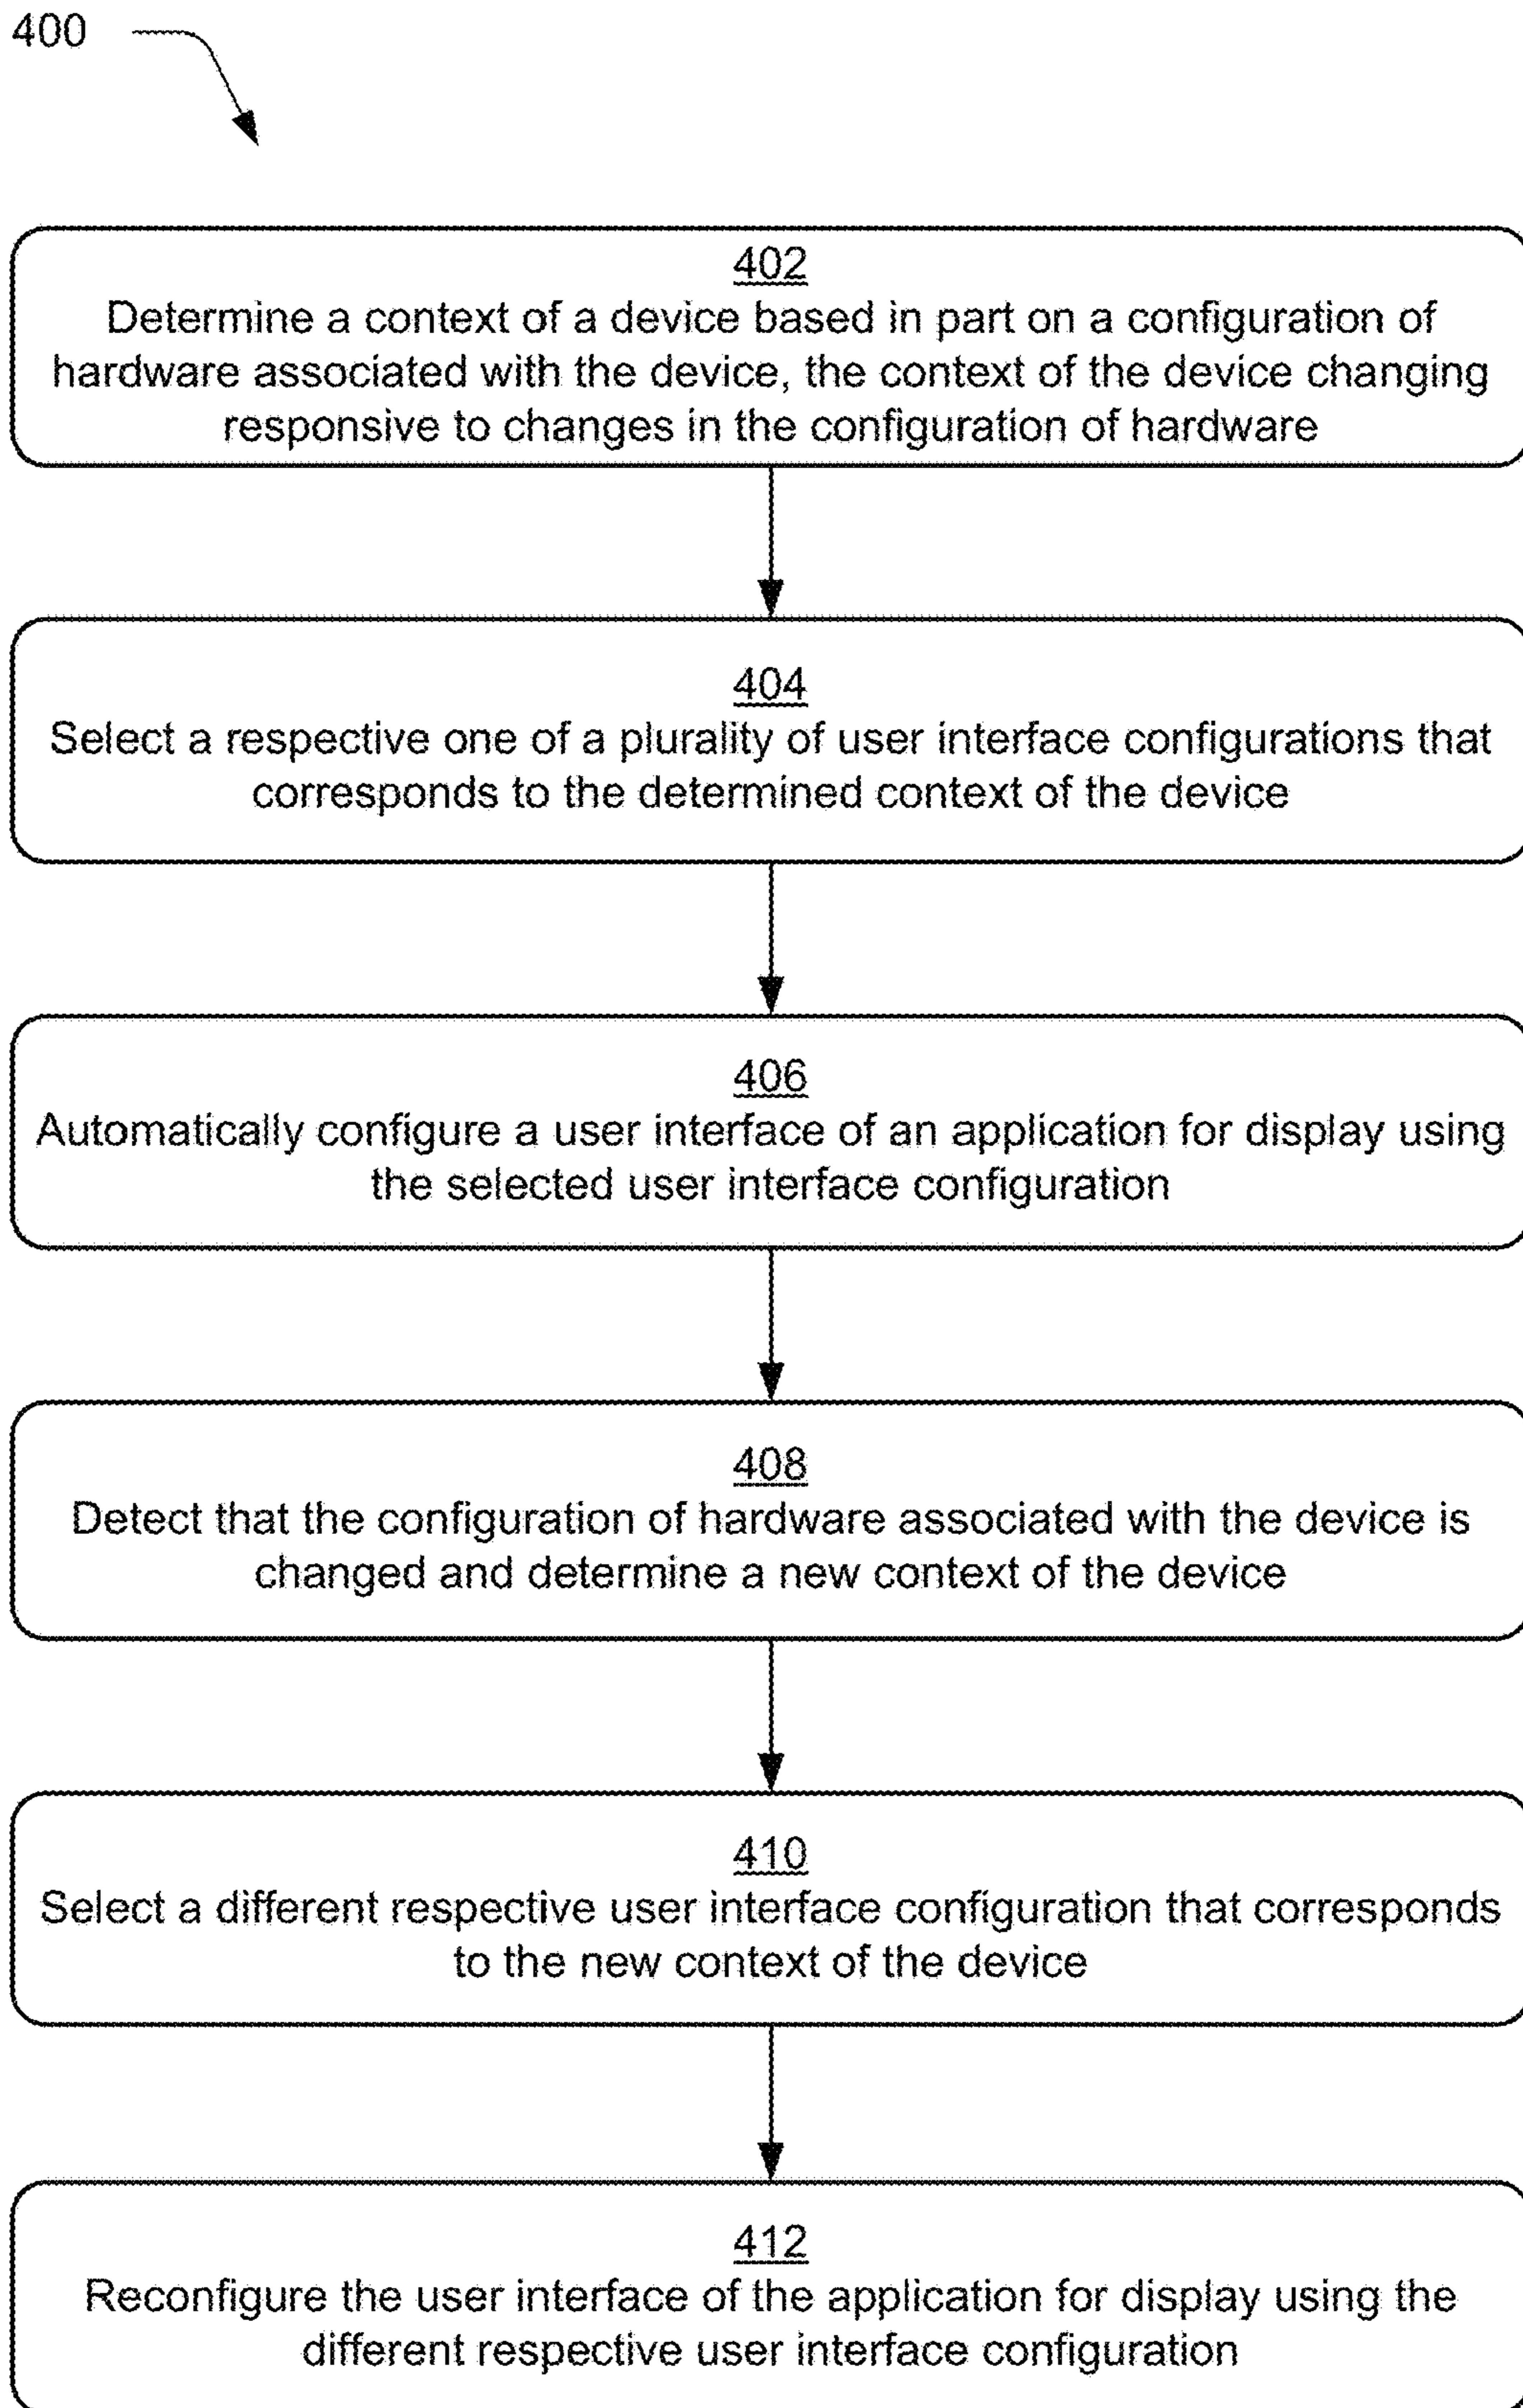 400
402
Determine a context of a device based in part on a configuration of
hardware associated with the device, the context of the device changing
responsive to changes in the configuration of hardware
404
Select a respective one of a plurality of user interface configurations that
corresponds to the determined context of the device
406
Automatically configure a user interface of an application for display using
the selected user interface configuration
408
Detect that the configuration of hardware associated with the device is
changed and determine a new context of the device
410
Select a different respective user interface configuration that corresponds
to the new context of the device
412
Reconfigure the user interface of the application for display using the
different respective user interface configuration